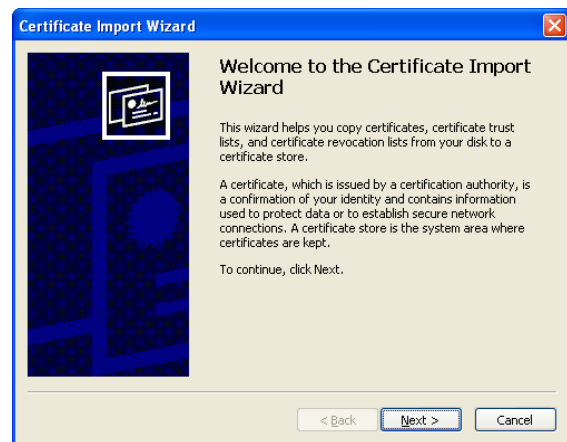 Certificate Import Wizard
Welcome to the Certificate Import
Wizard
This wizard helps you copy certificates, certificate trust
lists, and certificate revocation lists from your disk to a
certificate store.
A certificate, which is issued by a certification authority, is
a confirmation of your identity and contains information
used to protect data or to establish secure network
connections. A certificate store is the system area where
certificates are kept.
To continue, click Next.
< Back Next > Cancel